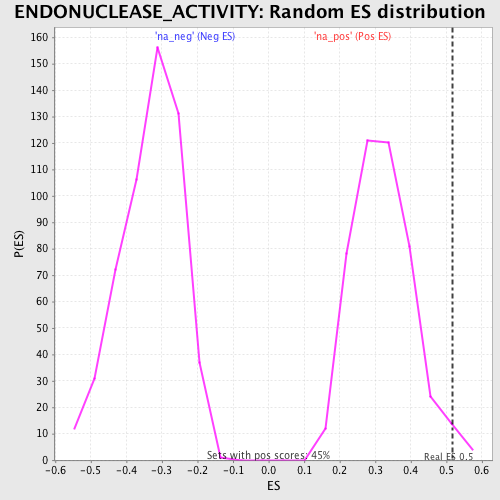 ENDONUCLEASE_ACTIVITY: Random ES distribution
'na_neg' (Neg ES)
'na_pos' (Pos ES)
160
150
140
130
120
110
100
90
80
70
60
50
40
30
20
10
0
P(ES)
Sets with pos scores: 45%
Real ES 0.5
-0.6 -0.5 -0.4 -0.3 -0.2 -0.1 0.0 0.1 0.2 0.3 0.4 0.5 0.6
ES